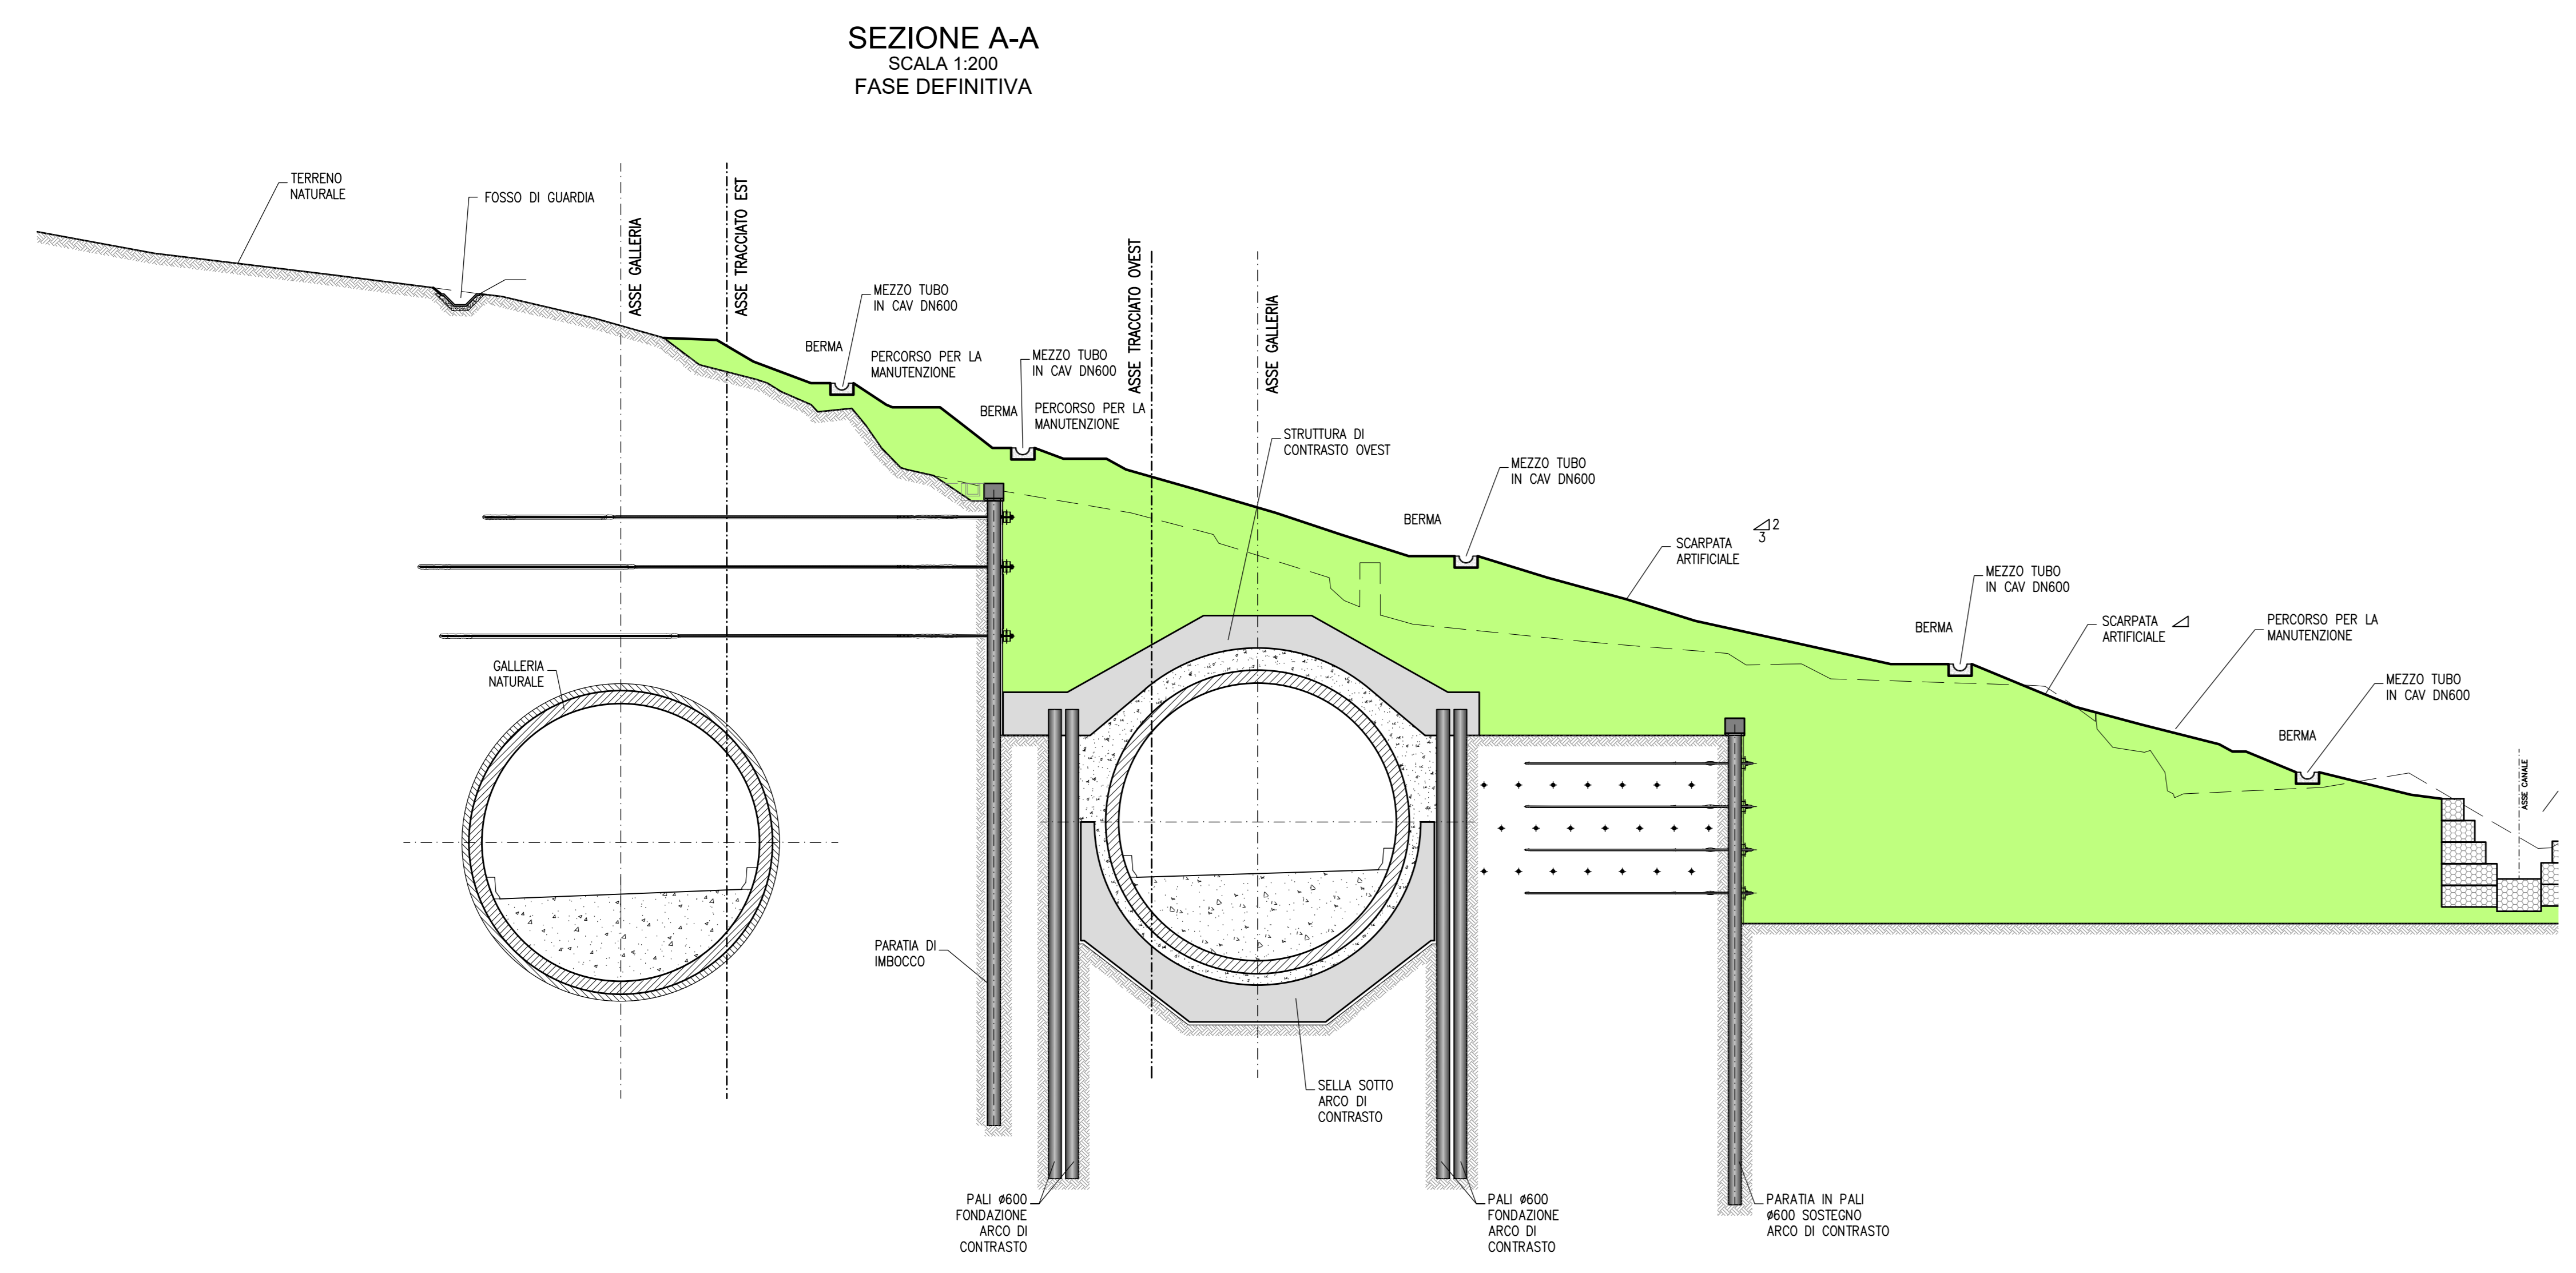 SEZIONE A-A
SCALA 1:200
FASE DEFINITIVA
TERRENO
NATURALE
FOSSO DI GUARDIA
ASSE GALLERIA
ASSE TRACCIATO EST
MEZZO TUBO
IN CAV DN600
BERMA
PERCORSO PER LA
MANUTENZIONE
MEZZO TUBO
IN CAV DN600
BERMA
PERCORSO PER LA
MANUTENZIONE
ASSE TRACCIATO OVEST
ASSE GALLERIA
STRUTTURA DI
CONTRASTO OVEST
MEZZO TUBO
IN CAV DN600
BERMA
SCARPATA
ARTIFICIALE
2
3
MEZZO TUBO
IN CAV DN600
BERMA
SCARPATA
ARTIFICIALE
PERCORSO PER LA
MANUTENZIONE
MEZZO TUBO
IN CAV DN600
BERMA
ASSE CANALE
GALLERIA
NATURALE
PARATIA DI
IMBOCCO
SELLA SOTTO
ARCO DI
CONTRASTO
PALI ø600
FONDAZIONE
ARCO DI
CONTRASTO
PALI ø600
FONDAZIONE
ARCO DI
CONTRASTO
PARATIA IN PALI
ø600 SOSTEGNO
ARCO DI CONTRASTO